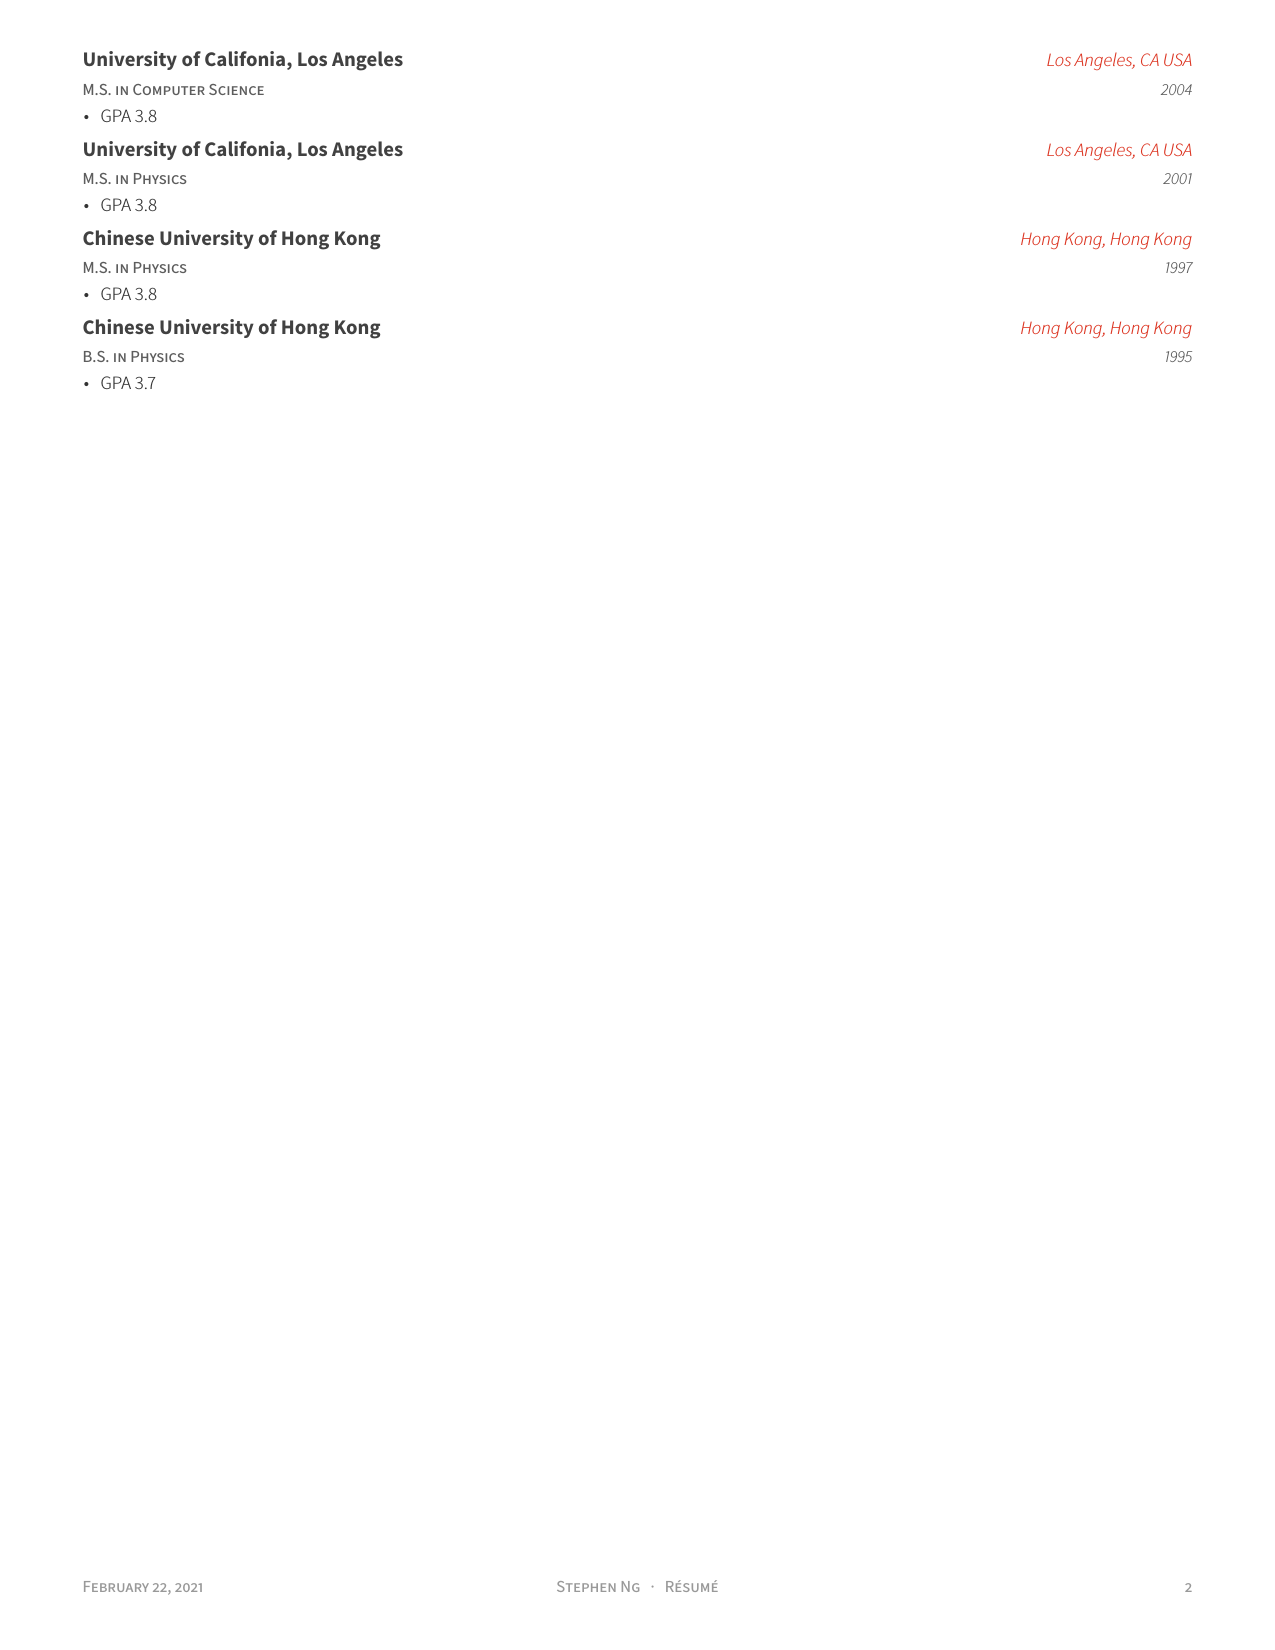 University of Califonia, Los Angeles Los Angeles, CA USA
M.S. in Computer Science 2004
• GPA 3.8
University of Califonia, Los Angeles Los Angeles, CA USA
M.S. in Physics 2001
• GPA 3.8
Chinese University of Hong Kong Hong Kong, Hong Kong
M.S. in Physics 1997
• GPA 3.8
Chinese University of Hong Kong Hong Kong, Hong Kong
B.S. in Physics 1995
• GPA 3.7
February 22, 2021 Stephen Ng · Résumé 2